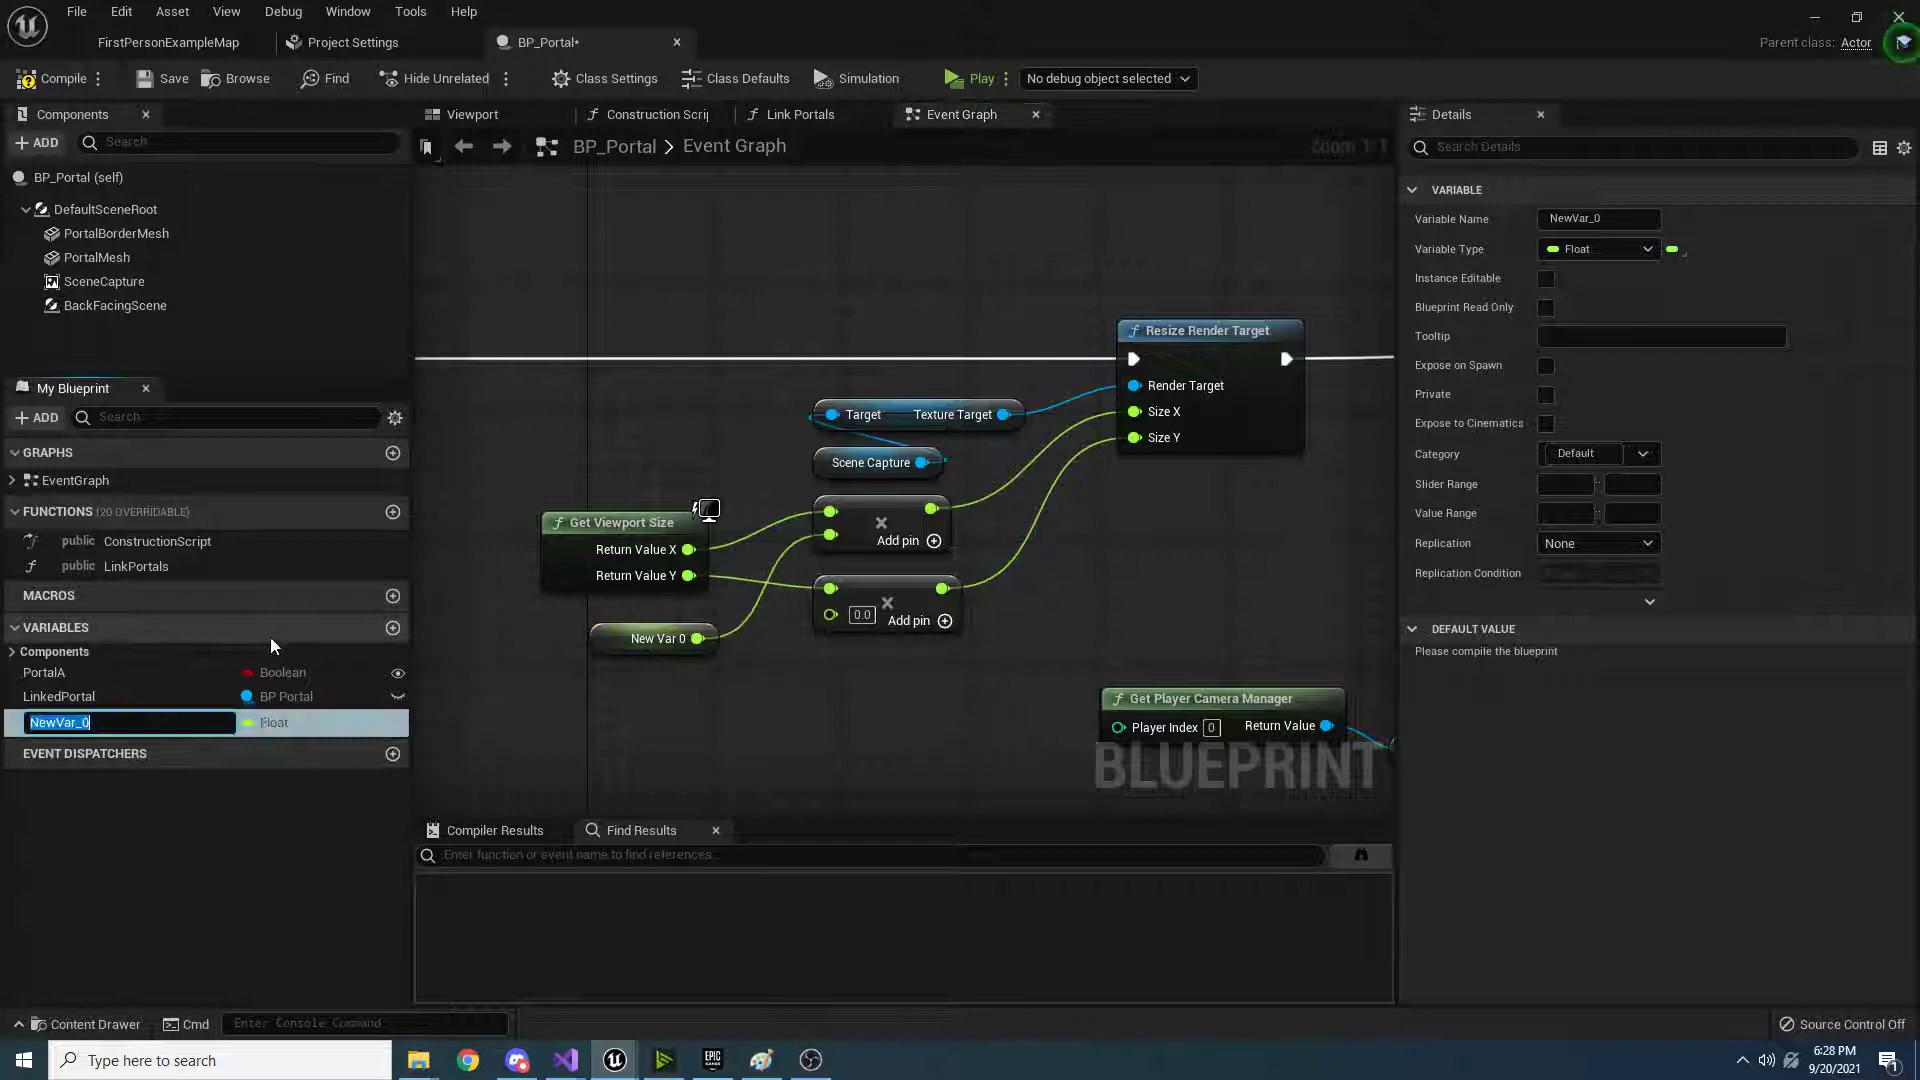 File Edit Asset View Debug Window Tools Help
FirstPersonExampleMap Project Settings BP_Portal*
Parent class: Actor
Compile Save Browse Find Hide Unrelated Class Settings Class Defaults Simulation Play No debug object selected
Components
ADD Search
BP_Portal (self)
DefaultSceneRoot
PortalBorderMesh
PortalMesh
SceneCapture
BackFacingScene
My Blueprint
ADD Search
GRAPHS
EventGraph
FUNCTIONS (20 OVERRIDABLE)
public ConstructionScript
public LinkPortals
MACROS
VARIABLES
Components
PortalA Boolean
LinkedPortal BP Portal
NewVar_0 Float
EVENT DISPATCHERS
Viewport Construction Scrip Link Portals Event Graph
BP_Portal > Event Graph
Zoom 1:1
Resize Render Target
Render Target
Size X
Size Y
Target Texture Target
Scene Capture
Get Viewport Size
Return Value X
Return Value Y
Add pin
0.0 Add pin
New Var 0
Get Player Camera Manager
Player Index 0 Return Value
BLUEPRINT
Compiler Results Find Results
Enter function or event name to find references...
Details
Search Details
VARIABLE
Variable Name NewVar_0
Variable Type Float
Instance Editable
Blueprint Read Only
Tooltip
Expose on Spawn
Private
Expose to Cinematics
Category Default
Slider Range
Value Range
Replication None
Replication Condition
DEFAULT VALUE
Please compile the blueprint
Content Drawer Cmd Enter Console Command
Source Control Off
Type here to search
EPIC
GAMES
6:28 PM
9/20/2021
1